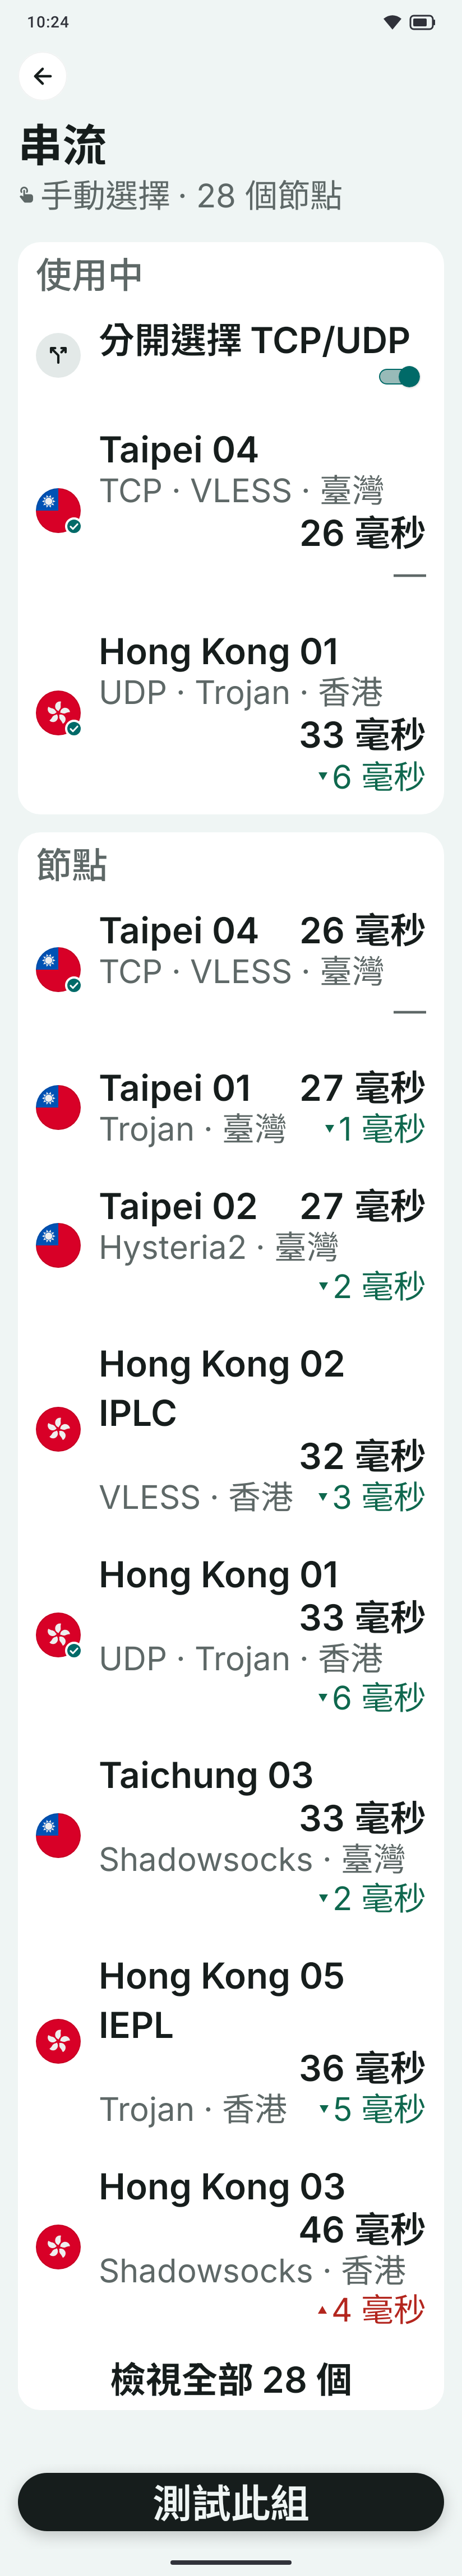 10:24
串流
手動選擇 · 28 個節點
使用中
分開選擇 TCP/UDP
Taipei 04
TCP · VLESS · 臺灣
26 毫秒
—
Hong Kong 01
UDP · Trojan · 香港
33 毫秒
▼6 毫秒
節點
Taipei 04 26 毫秒
TCP · VLESS · 臺灣
—
Taipei 01 27 毫秒
Trojan · 臺灣 ▼1 毫秒
Taipei 02 27 毫秒
Hysteria2 · 臺灣
▼2 毫秒
Hong Kong 02
IPLC
32 毫秒
VLESS · 香港 ▼3 毫秒
Hong Kong 01
33 毫秒
UDP · Trojan · 香港
▼6 毫秒
Taichung 03
33 毫秒
Shadowsocks · 臺灣
▼2 毫秒
Hong Kong 05
IEPL
36 毫秒
Trojan · 香港 ▼5 毫秒
Hong Kong 03
46 毫秒
Shadowsocks · 香港
▲4 毫秒
檢視全部 28 個
測試此組